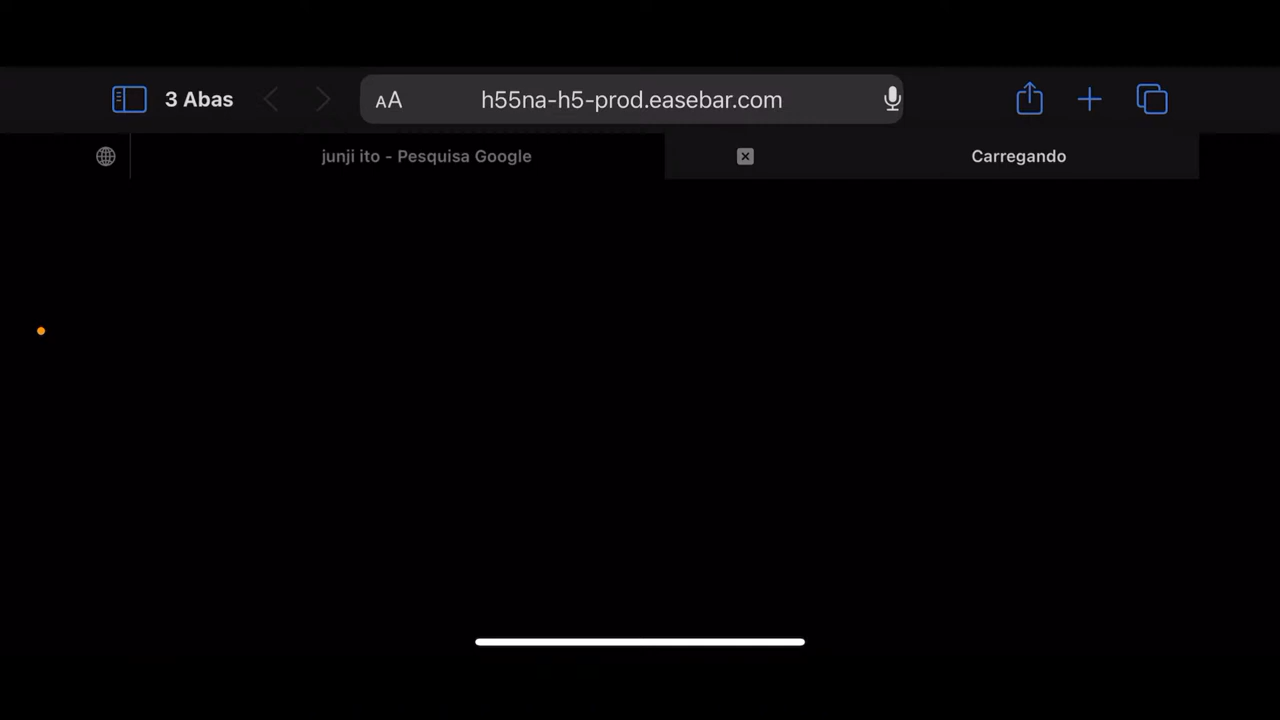 3 Abas
AA
h55na-h5-prod.easebar.com
junji ito - Pesquisa Google
Carregando